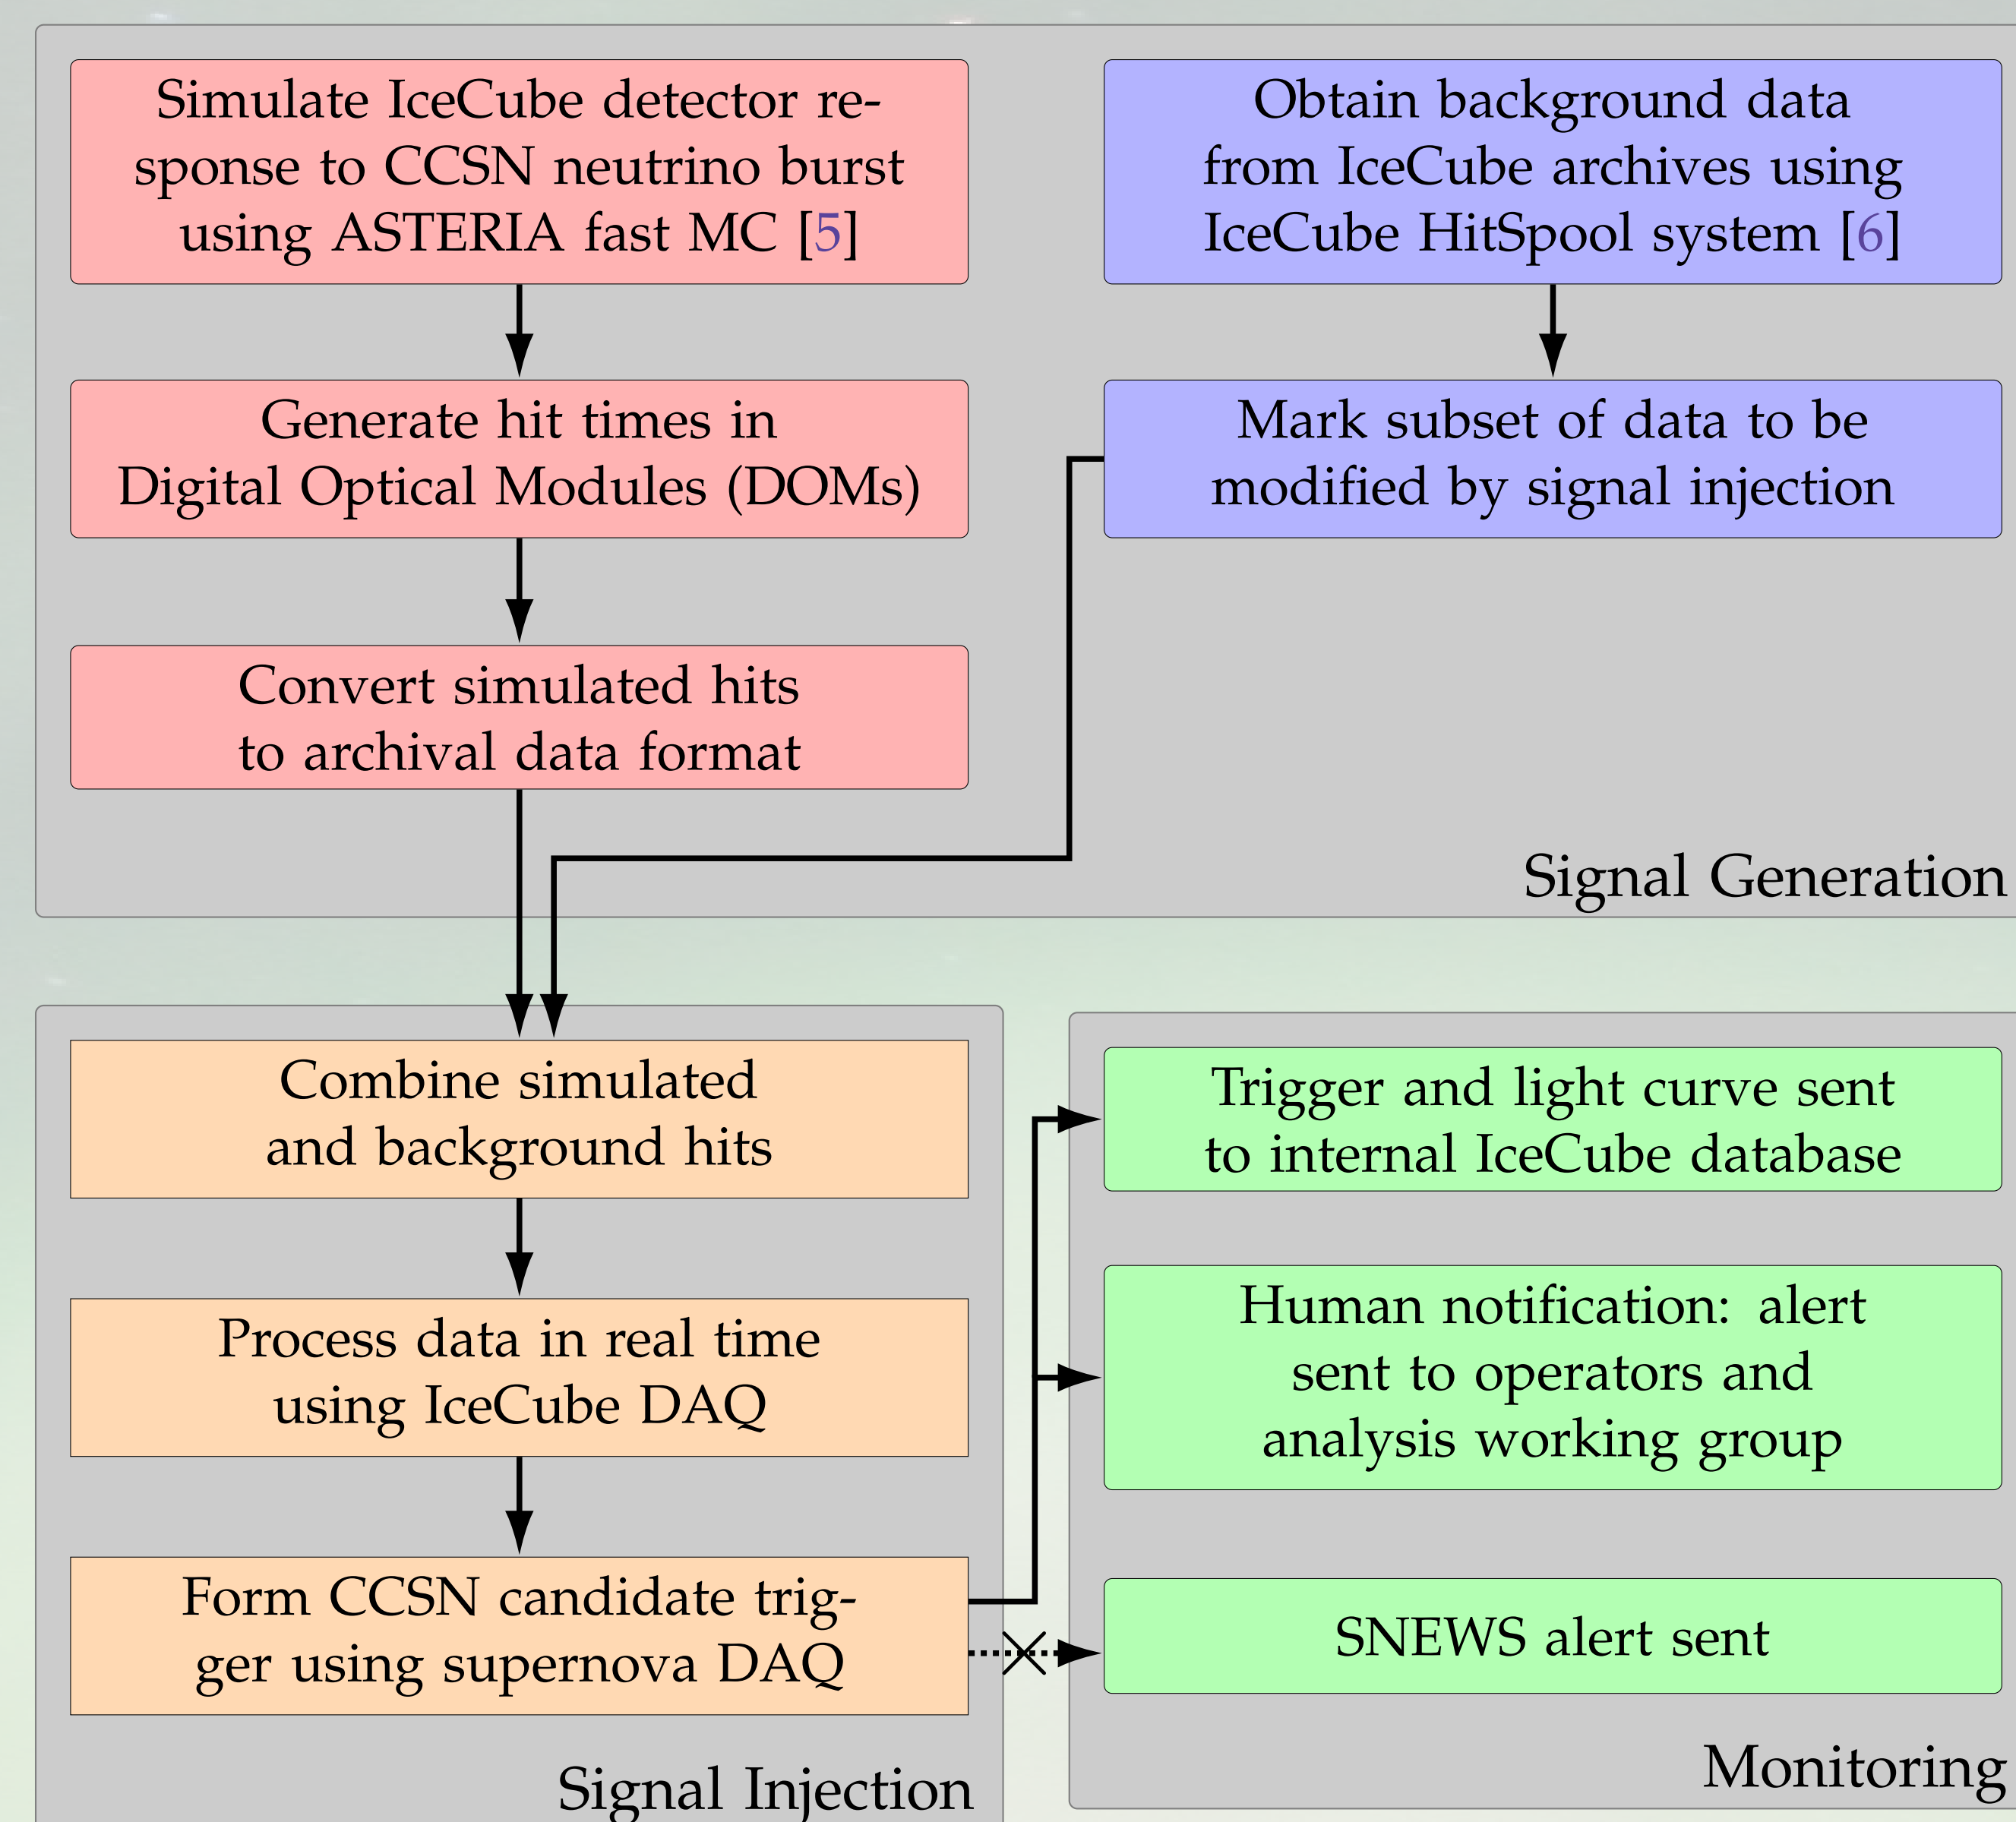 Simulate IceCube detector re-
sponse to CCSN neutrino burst
using ASTERIA fast MC [5]
Obtain background data
from IceCube archives using
IceCube HitSpool system [6]
Generate hit times in
Digital Optical Modules (DOMs)
Mark subset of data to be
modified by signal injection
Convert simulated hits
to archival data format
Signal Generation
Combine simulated
and background hits
Process data in real time
using IceCube DAQ
Form CCSN candidate trig-
ger using supernova DAQ
Signal Injection
Trigger and light curve sent
to internal IceCube database
Human notification: alert
sent to operators and
analysis working group
SNEWS alert sent
Monitoring